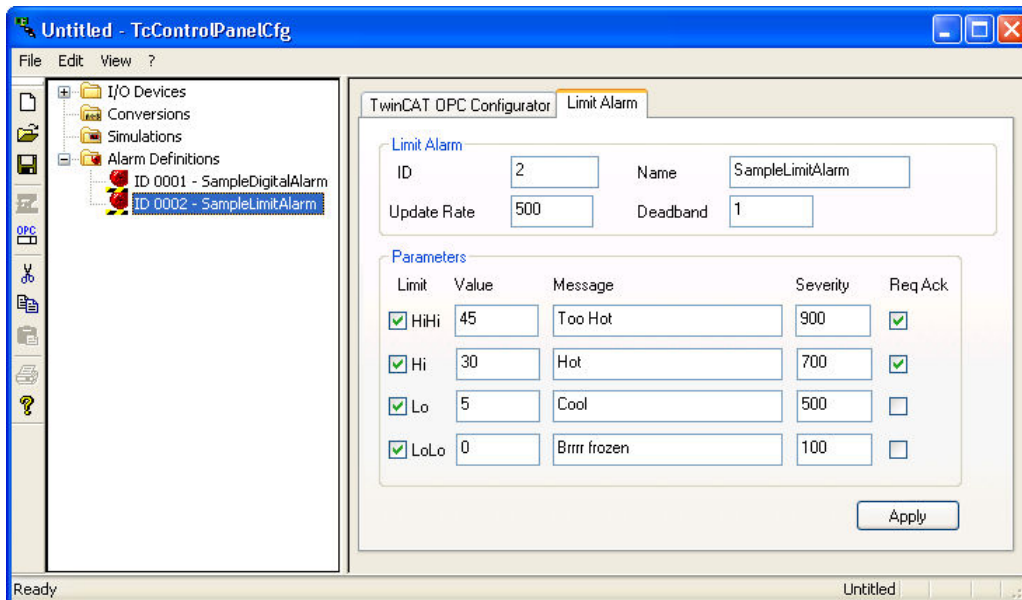 Untitled - TcControlPanelCfg
File Edit View ?
I/O Devices
Conversions
Simulations
Alarm Definitions
ID 0001 - SampleDigitalAlarm
ID 0002 - SampleLimitAlarm
OPC
TwinCAT OPC Configurator Limit Alarm
Limit Alarm
ID 2 Name SampleLimitAlarm
Update Rate 500 Deadband 1
Parameters
Limit Value Message Severity Req Ack
HiHi 45 Too Hot 900
Hi 30 Hot 700
Lo 5 Cool 500
LoLo 0 Brrrr frozen 100
Apply
Ready Untitled